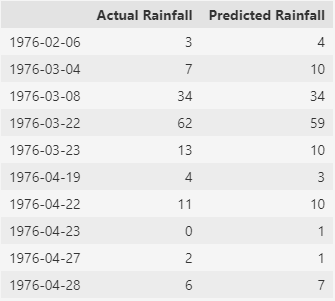 Actual Rainfall Predicted Rainfall
1976-02-06 3 4
1976-03-04 7 10
1976-03-08 34 34
1976-03-22 62 59
1976-03-23 13 10
1976-04-19 4 3
1976-04-22 11 10
1976-04-23 0 1
1976-04-27 2 1
1976-04-28 6 7